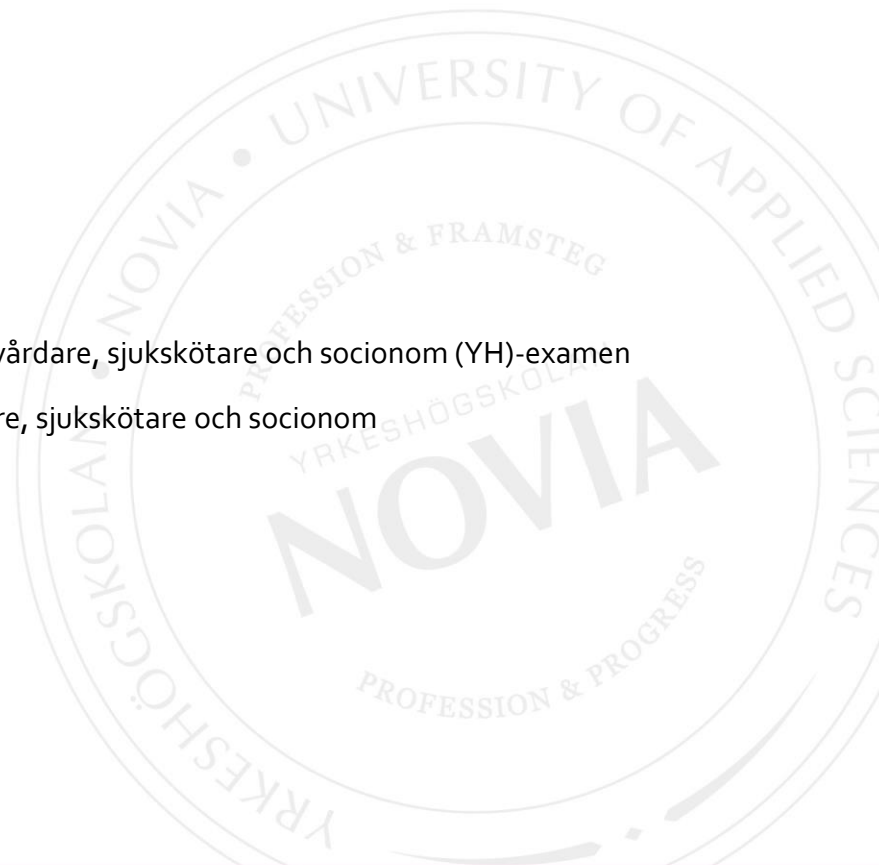 vårdare, sjukskötare och socionom (YH)-examen
re, sjukskötare och socionom
YRKESHÖGSKOLAN • NOVIA • UNIVERSITY OF APPLIED SCIENCES
PROFESSION & FRAMSTEG
YRKESHÖGSKOLAN
NOVIA
PROFESSION & PROGRESS